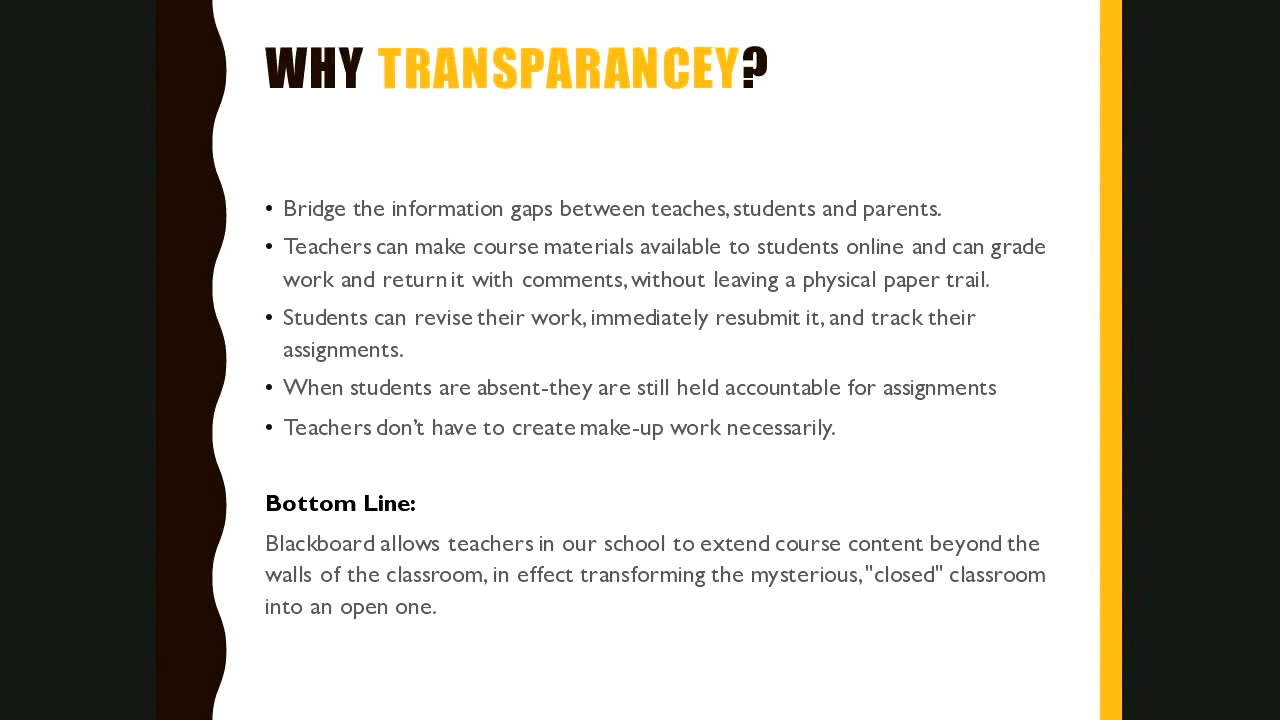 WHY TRANSPARANCEY?
• Bridge the information gaps between teaches, students and parents.
• Teachers can make course materials available to students online and can grade
work and return it with comments, without leaving a physical paper trail.
• Students can revise their work, immediately resubmit it, and track their
assignments.
• When students are absent-they are still held accountable for assignments
• Teachers don’t have to create make-up work necessarily.
Bottom Line:
Blackboard allows teachers in our school to extend course content beyond the
walls of the classroom, in effect transforming the mysterious, "closed" classroom
into an open one.